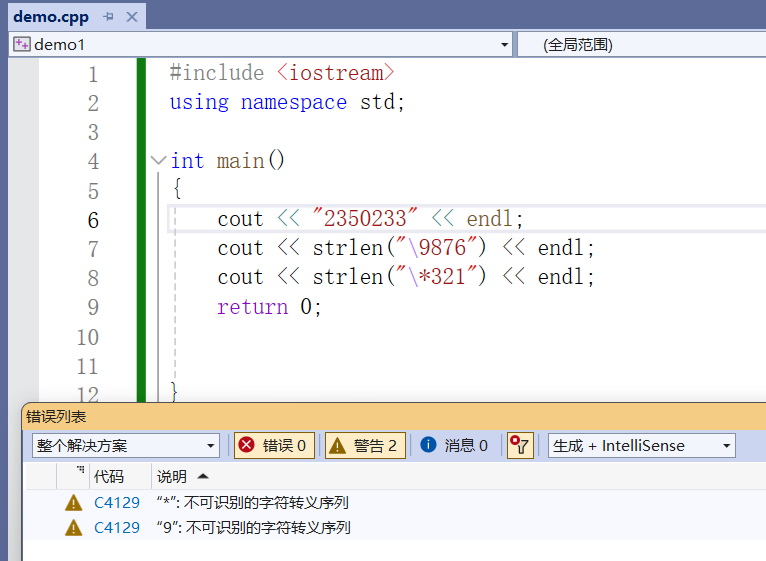 demo.cpp
demo1 (全局范围)
1 #include <iostream>
2 using namespace std;
3
4 int main()
5 {
6 cout << "2350233" << endl;
7 cout << strlen("\9876") << endl;
8 cout << strlen("\*321") << endl;
9 return 0;
10
11
12 }
错误列表
整个解决方案 错误 0 警告 2 消息 0 生成 + IntelliSense
代码 说明
C4129 “*”: 不可识别的字符转义序列
C4129 “9”: 不可识别的字符转义序列